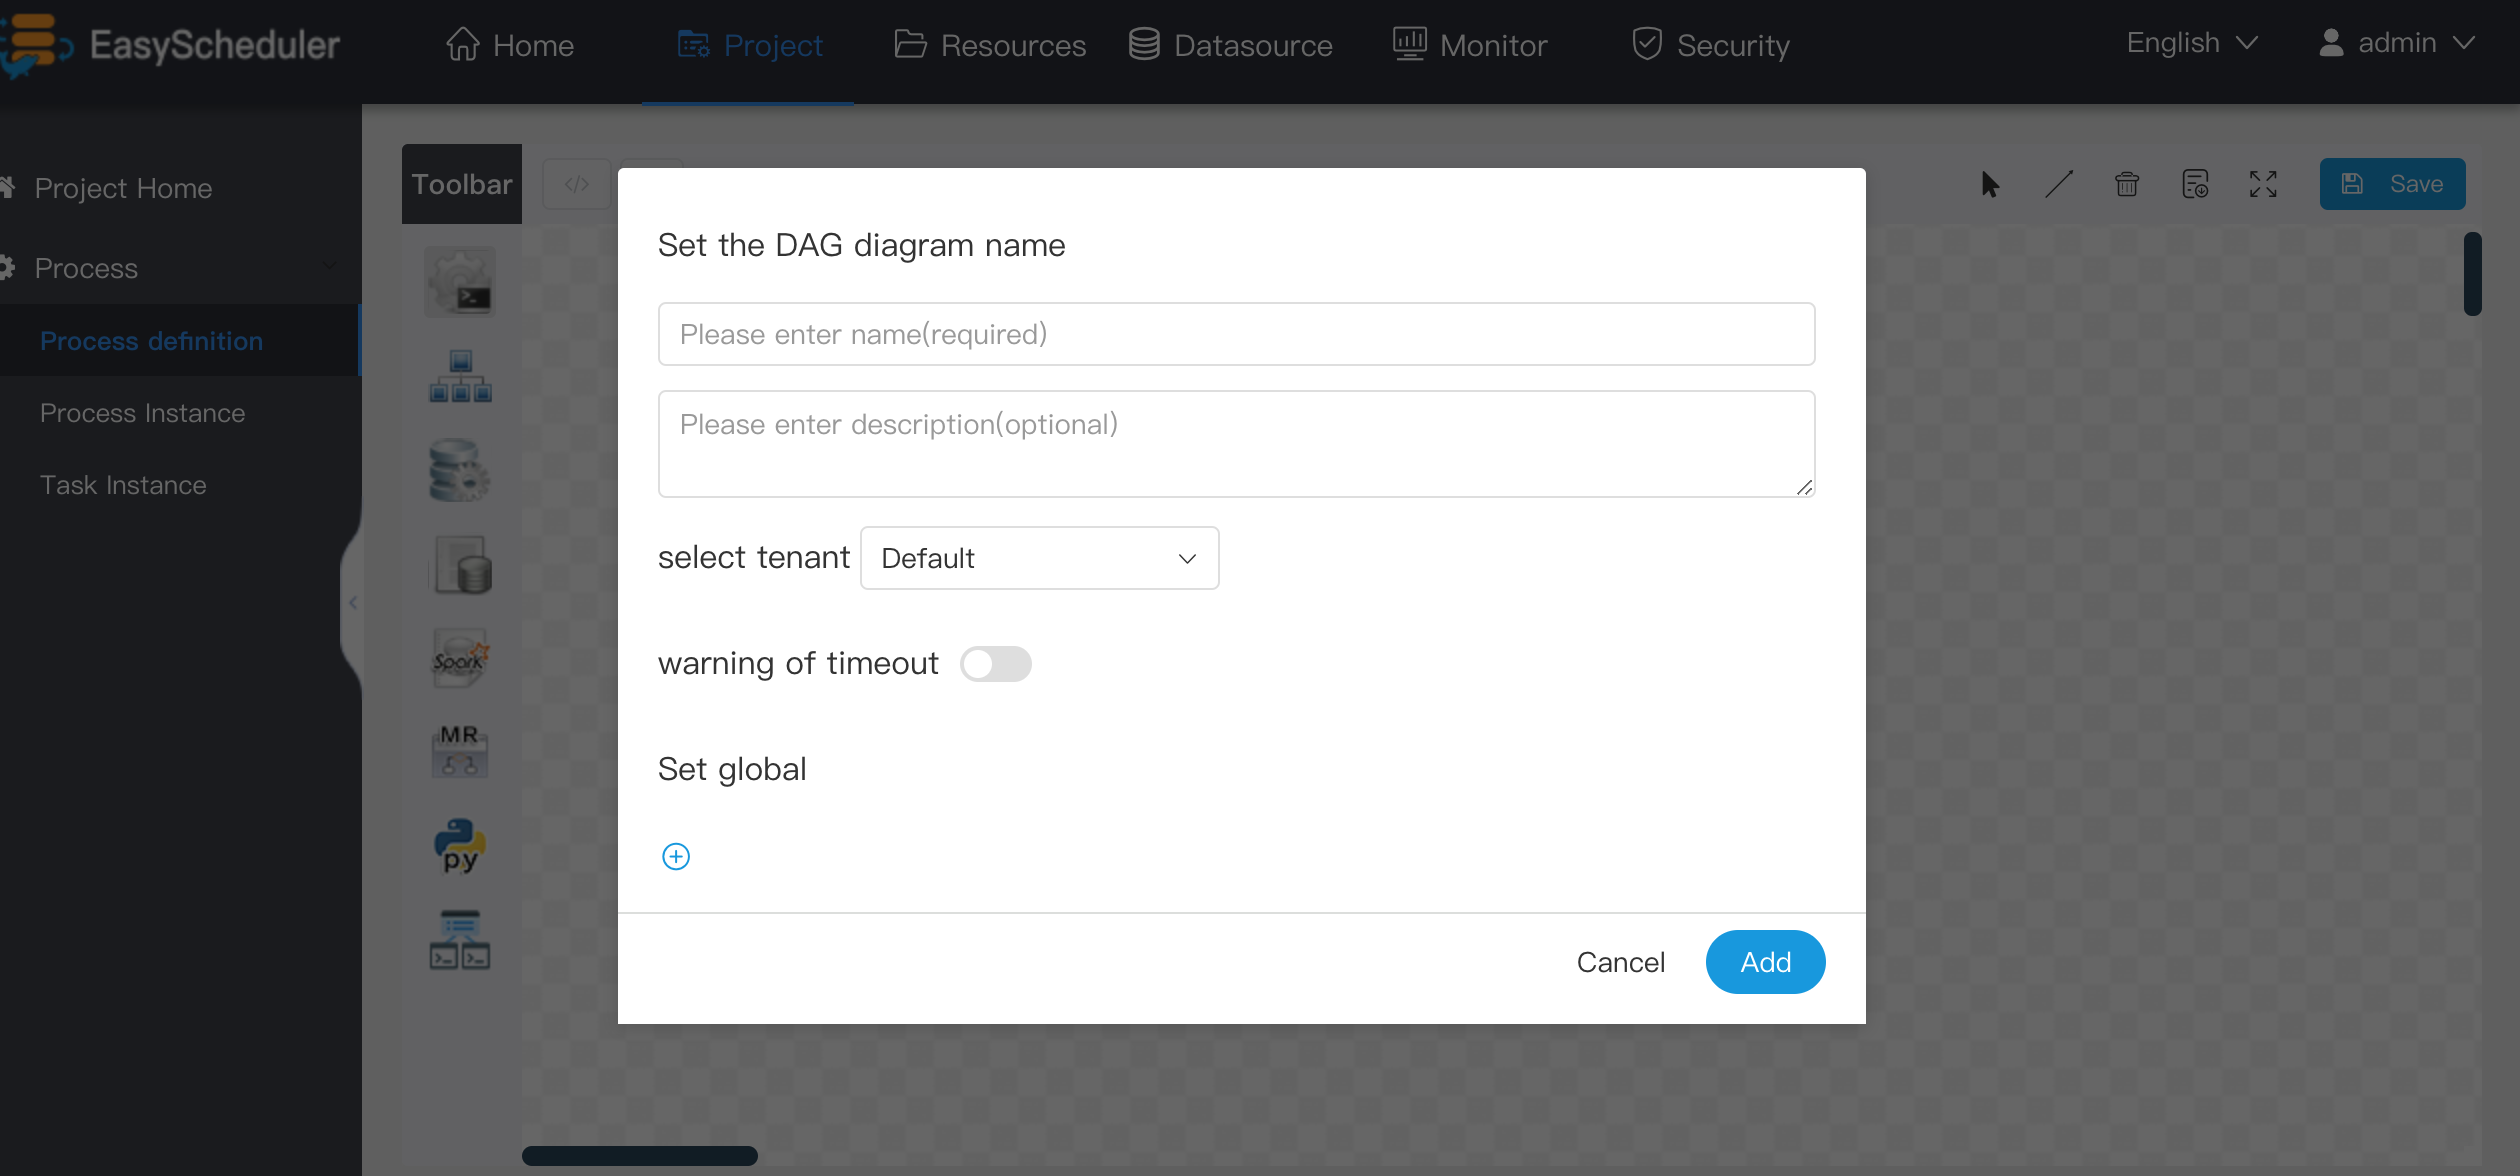 EasyScheduler
Home
Project
Resources
Datasource
Monitor
Security
English
admin
Project Home
Process
Process definition
Process Instance
Task Instance
Toolbar
</>
Save
Spark
MR
py
Set the DAG diagram name
Please enter name(required)
Please enter description(optional)
select tenant Default
warning of timeout
Set global
Cancel
Add